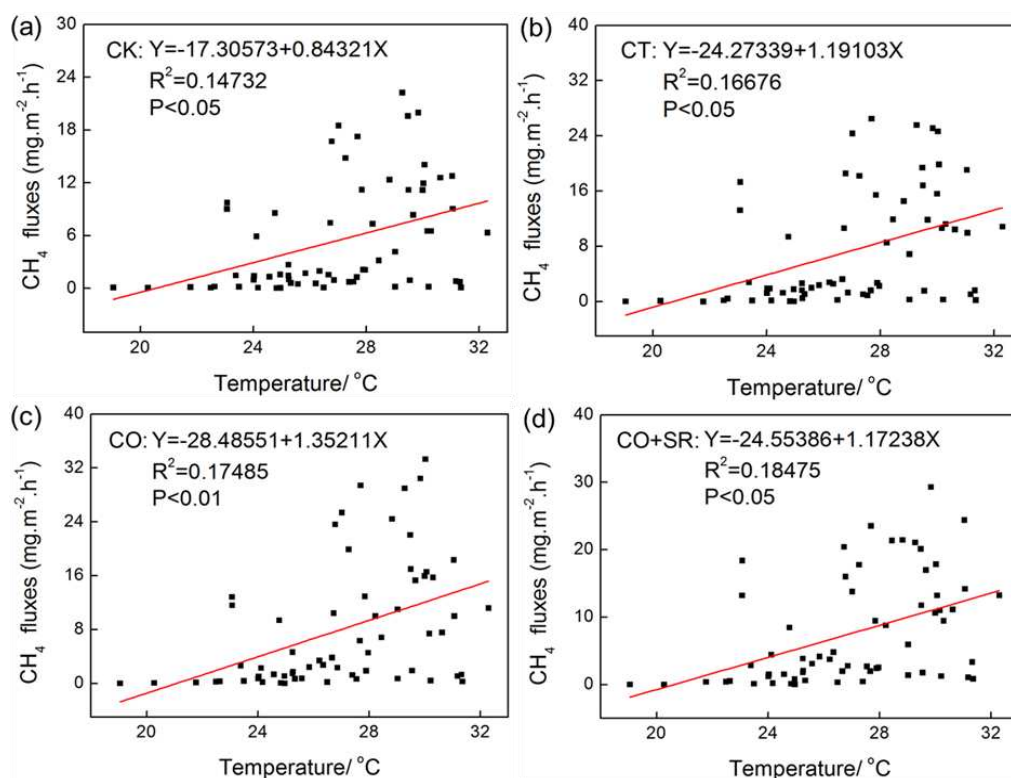 (a)
CK: Y=-17.30573+0.84321X
R²=0.14732
P<0.05
CH₄ fluxes (mg.m⁻².h⁻¹)
30
24
18
12
6
0
20 24 28 32
Temperature/ °C
(b)
CT: Y=-24.27339+1.19103X
R²=0.16676
P<0.05
CH₄ fluxes (mg.m⁻².h⁻¹)
40
32
24
16
8
0
20 24 28 32
Temperature/ °C
(c)
CO: Y=-28.48551+1.35211X
R²=0.17485
P<0.01
CH₄ fluxes (mg.m⁻².h⁻¹)
40
32
24
16
8
0
20 24 28 32
Temperature/ °C
(d)
CO+SR: Y=-24.55386+1.17238X
R²=0.18475
P<0.05
CH₄ fluxes (mg.m⁻².h⁻¹)
40
30
20
10
0
20 24 28 32
Temperature/ °C